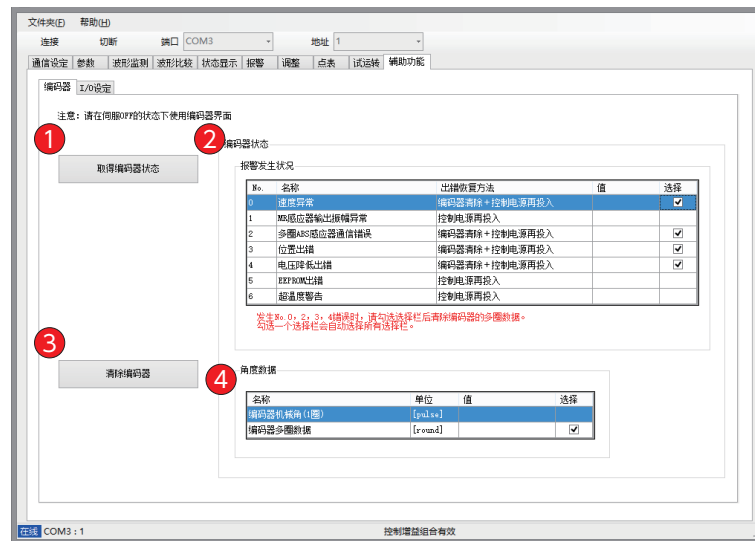 文件夹(F) 帮助(H)
连接 切断 端口 COM3 地址 1
通信设定 参数 波形监测 波形比较 状态显示 报警 调整 点表 试运转 辅助功能
编码器 I/O设定
注意：请在伺服OFF的状态下使用编码器界面
1
2
编码器状态
取得编码器状态
报警发生状况
No. 名称 出错恢复方法 值 选择
0 速度异常 编码器清除＋控制电源再投入
1 MR感应器输出振幅异常 控制电源再投入
2 多圈ABS感应器通信错误 编码器清除＋控制电源再投入
3 位置出错 编码器清除＋控制电源再投入
4 电压降低出错 编码器清除＋控制电源再投入
5 EEPROM出错 控制电源再投入
6 超温度警告 控制电源再投入
发生No.0，2，3，4错误时，请勾选选择栏后清除编码器的多圈数据。
勾选一个选择栏会自动选择所有选择栏。
3
清除编码器
4
角度数据
名称 单位 值 选择
编码器机械角(1圈) [pulse]
编码器多圈数据 [round]
在线 COM3 : 1 控制增益组合有效